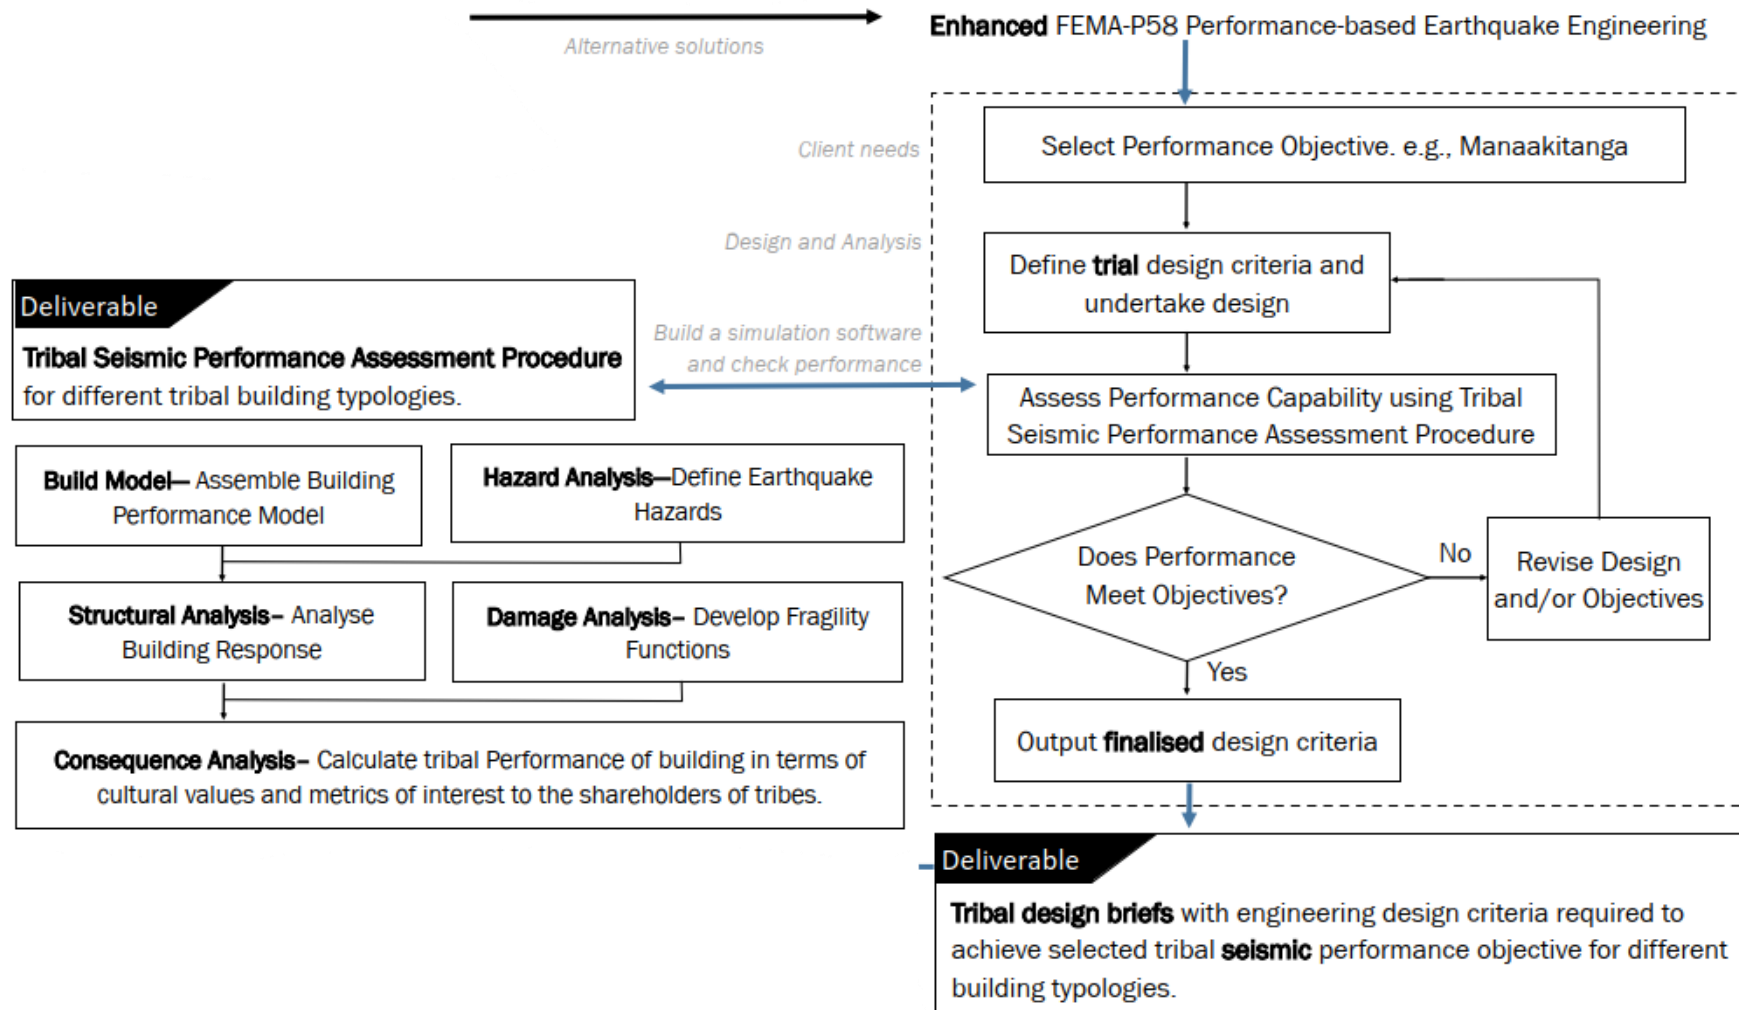 Alternative solutions
Enhanced FEMA-P58 Performance-based Earthquake Engineering
Client needs
Select Performance Objective. e.g., Manaakitanga
Design and Analysis
Define trial design criteria and
undertake design
Deliverable
Tribal Seismic Performance Assessment Procedure
for different tribal building typologies.
Build a simulation software
and check performance
Assess Performance Capability using Tribal
Seismic Performance Assessment Procedure
Build Model— Assemble Building
Performance Model
Hazard Analysis—Define Earthquake
Hazards
Does Performance
Meet Objectives?
No
Revise Design
and/or Objectives
Structural Analysis– Analyse
Building Response
Damage Analysis– Develop Fragility
Functions
Yes
Output finalised design criteria
Consequence Analysis– Calculate tribal Performance of building in terms of
cultural values and metrics of interest to the shareholders of tribes.
Deliverable
Tribal design briefs with engineering design criteria required to
achieve selected tribal seismic performance objective for different
building typologies.